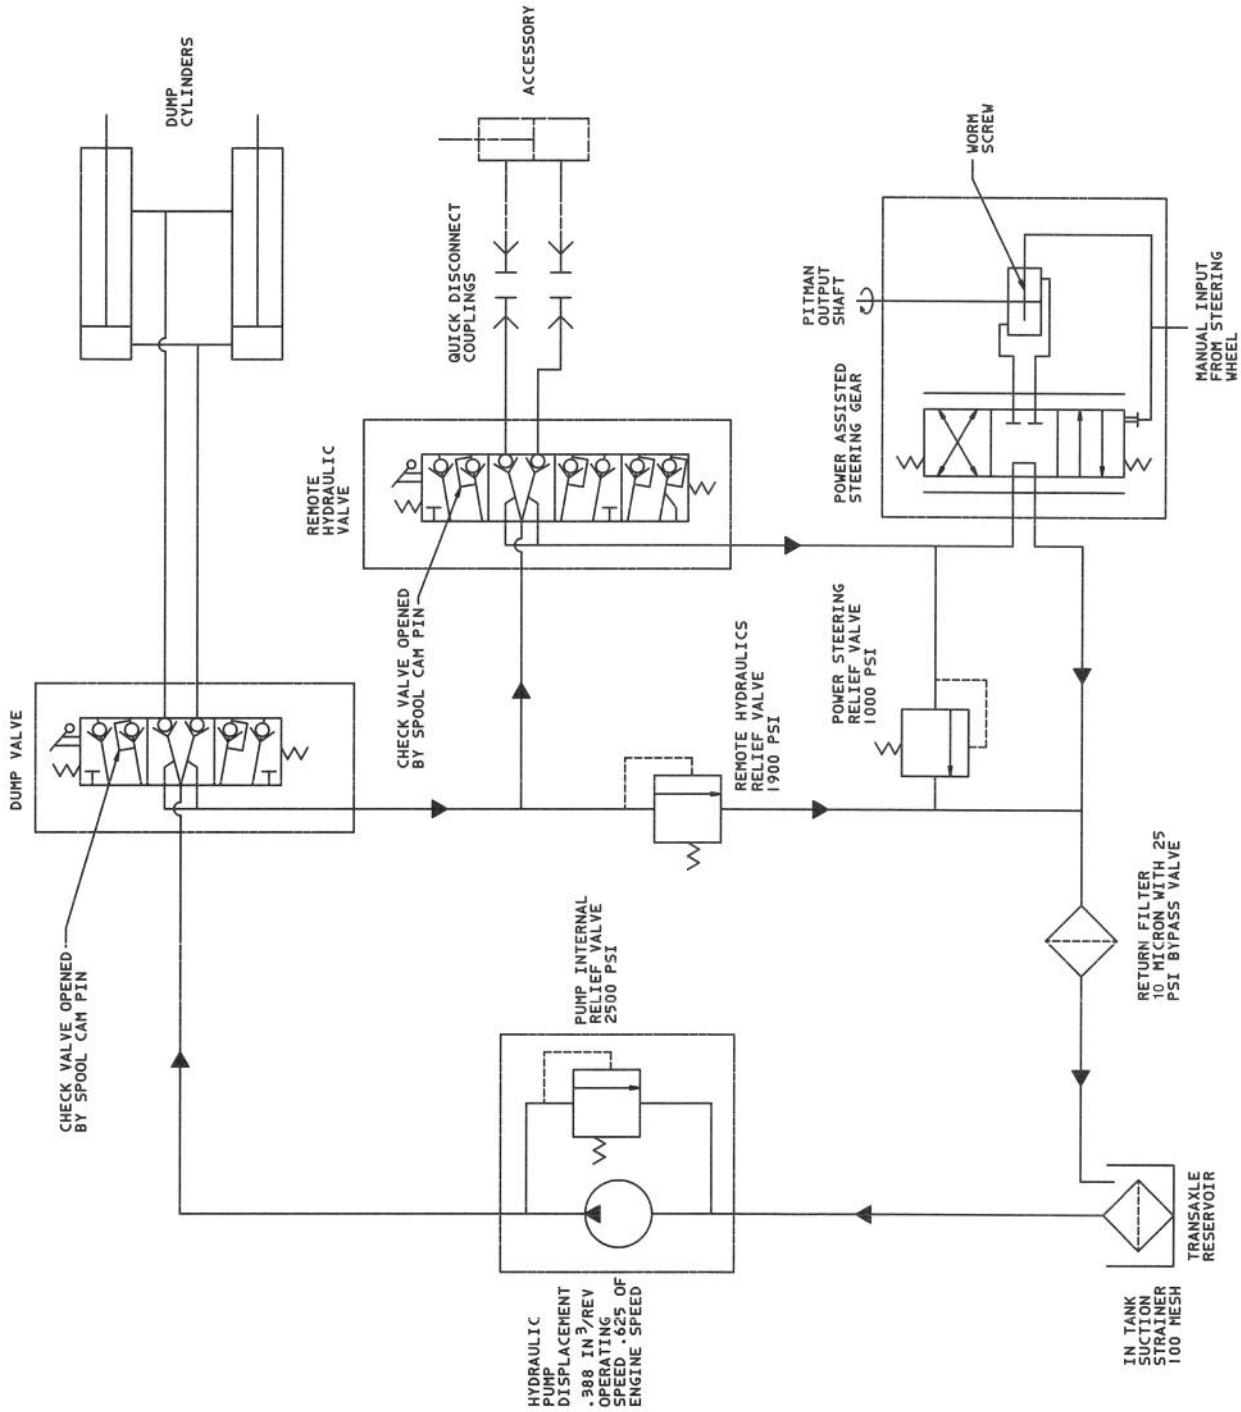 DUMP
CYLINDERS
ACCESSORY
QUICK DISCONNECT
COUPLINGS
WORM
SCREW
PITMAN
OUTPUT
SHAFT
MANUAL INPUT
FROM STEERING
WHEEL
POWER ASSISTED
STEERING GEAR
REMOTE
HYDRAULIC
VALVE
CHECK VALVE OPENED
BY SPOOL CAM PIN
DUMP VALVE
REMOTE HYDRAULICS
RELIEF VALVE
1900 PSI
POWER STEERING
RELIEF VALVE
1000 PSI
CHECK VALVE OPENED
BY SPOOL CAM PIN
PUMP INTERNAL
RELIEF VALVE
2500 PSI
RETURN FILTER
10 MICRON WITH 25
PSI BYPASS VALVE
HYDRAULIC
PUMP
DISPLACEMENT
.388 IN³/REV
OPERATING
SPEED .625 OF
ENGINE SPEED
TRANSAXLE
RESERVOIR
IN TANK
SUCTION
STRAINER
100 MESH